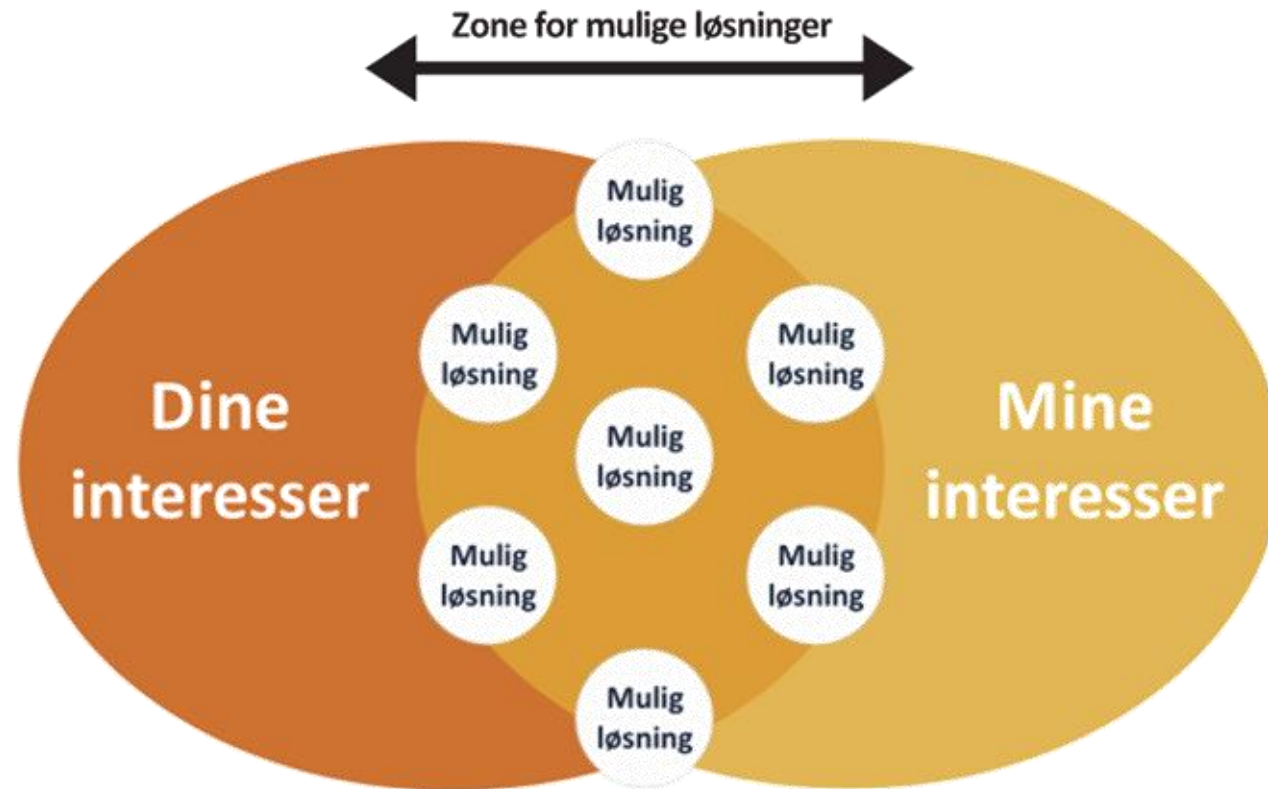 Zone for mulige løsninger
Mulig
løsning
Mulig
løsning
Mulig
løsning
Dine
interesser
Mulig
løsning
Mine
interesser
Mulig
løsning
Mulig
løsning
Mulig
løsning